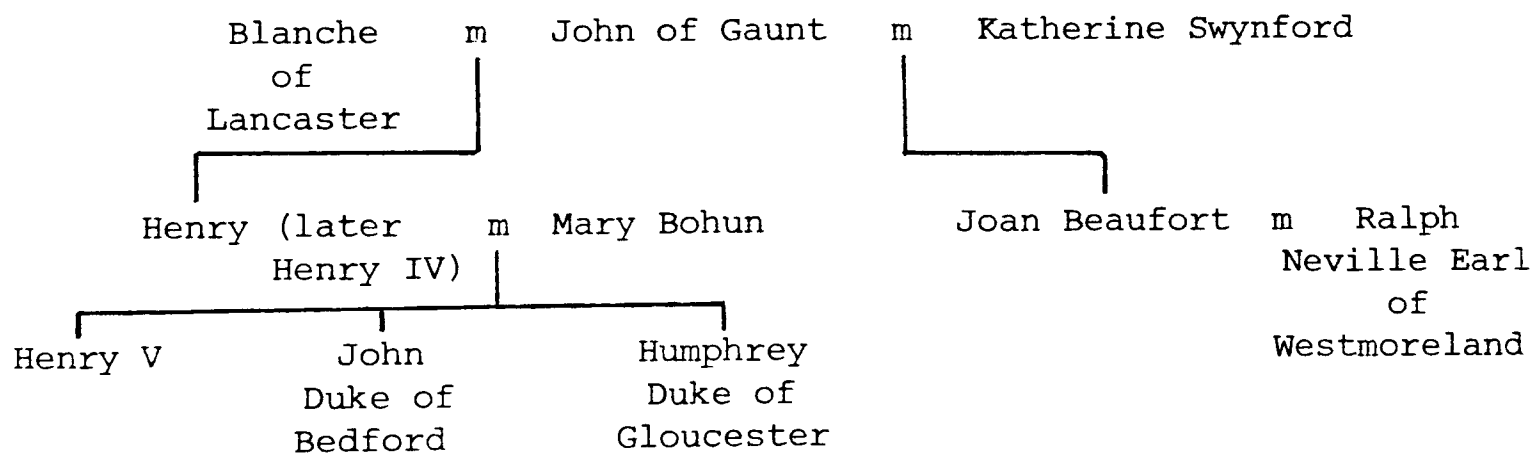 Blanche m John of Gaunt m Katherine Swynford
of
Lancaster
Henry (later m Mary Bohun Joan Beaufort m Ralph
Henry IV) Neville Earl
of
Westmoreland
Henry V John Humphrey
Duke of Duke of
Bedford Gloucester